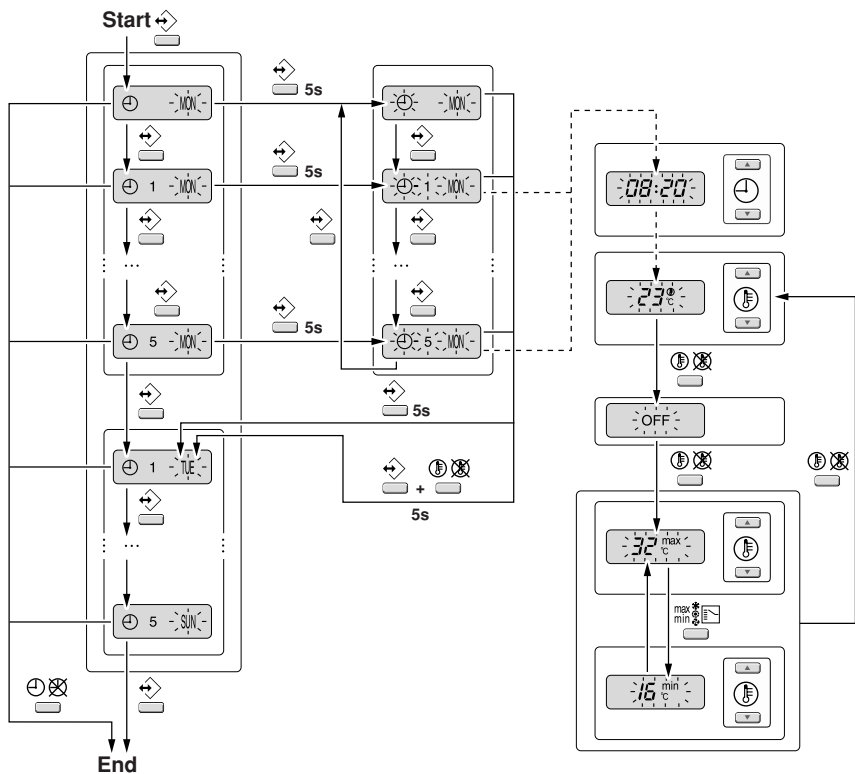 Start
MON
5s
MON
1 MON
5s
1 MON
...
...
5 MON
5s
5 MON
08:20
23 °C
5s
OFF
1 TUE
+
5s
...
32 max °C
max
min
5 SUN
16 min °C
End